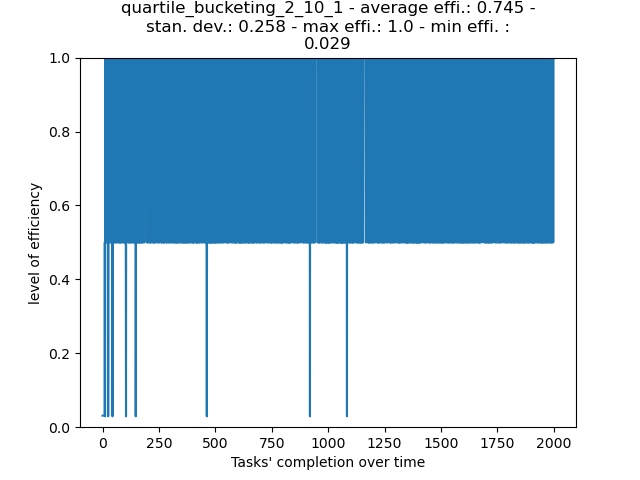 quartile_bucketing_2_10_1 - average effi.: 0.745 -
stan. dev.: 0.258 - max effi.: 1.0 - min effi. :
0.029
1.0
0.8
0.6
0.4
0.2
0.0
level of efficiency
0 250 500 750 1000 1250 1500 1750 2000
Tasks' completion over time